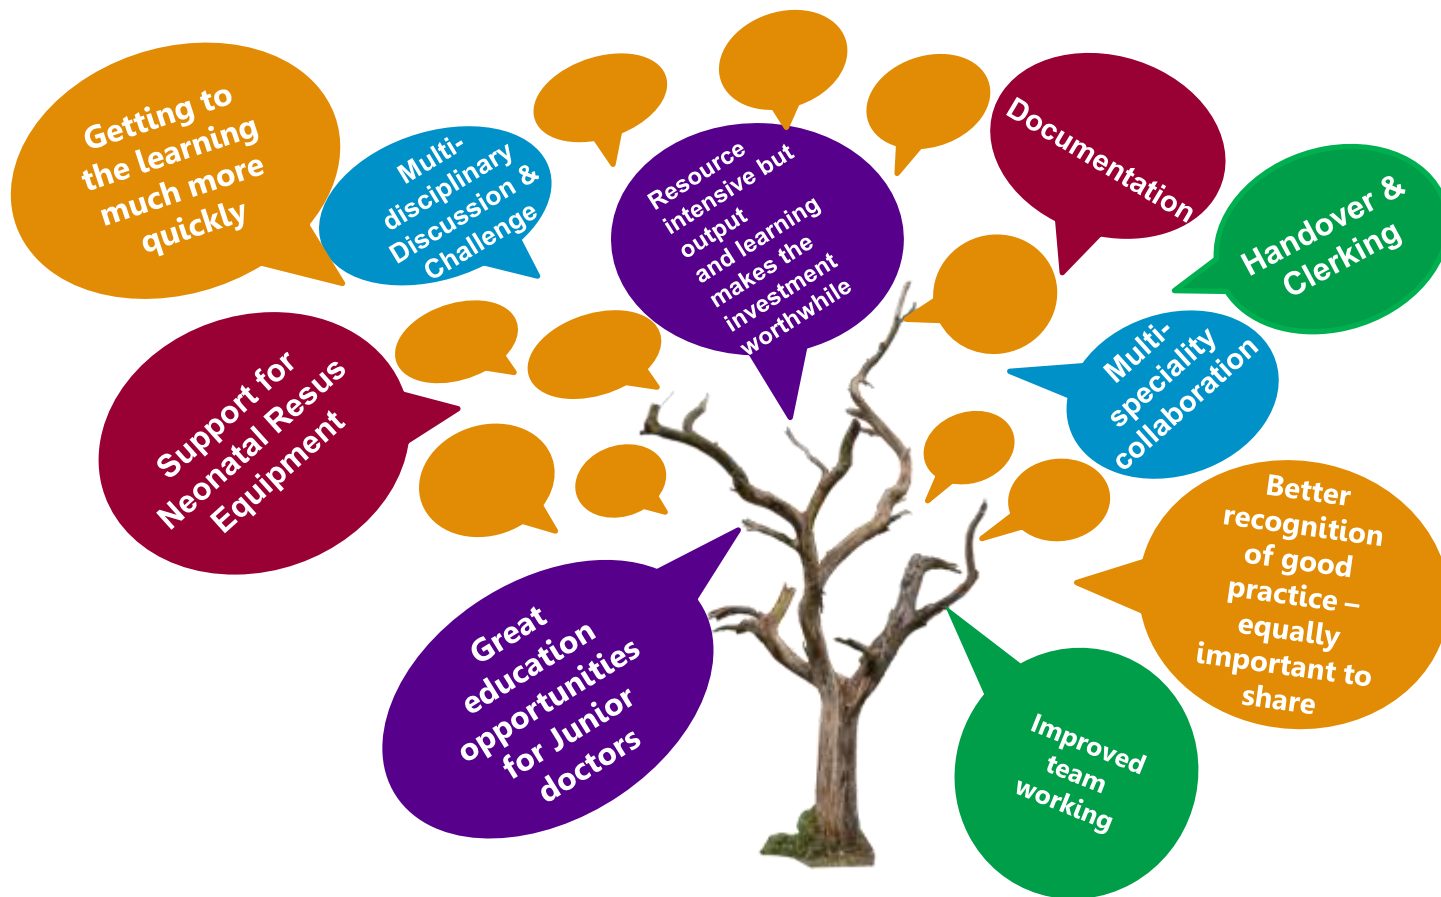 Getting to
the learning
much more
quickly
Multi-
disciplinary
Discussion &
Challenge
Resource
intensive but
output
and learning
makes the
investment
worthwhile
Documentation
Handover &
Clerking
Support for
Neonatal Resus
Equipment
Multi-
speciality
collaboration
Better
recognition
of good
practice –
equally
important to
share
Great
education
opportunities
for Junior
doctors
Improved
team
working